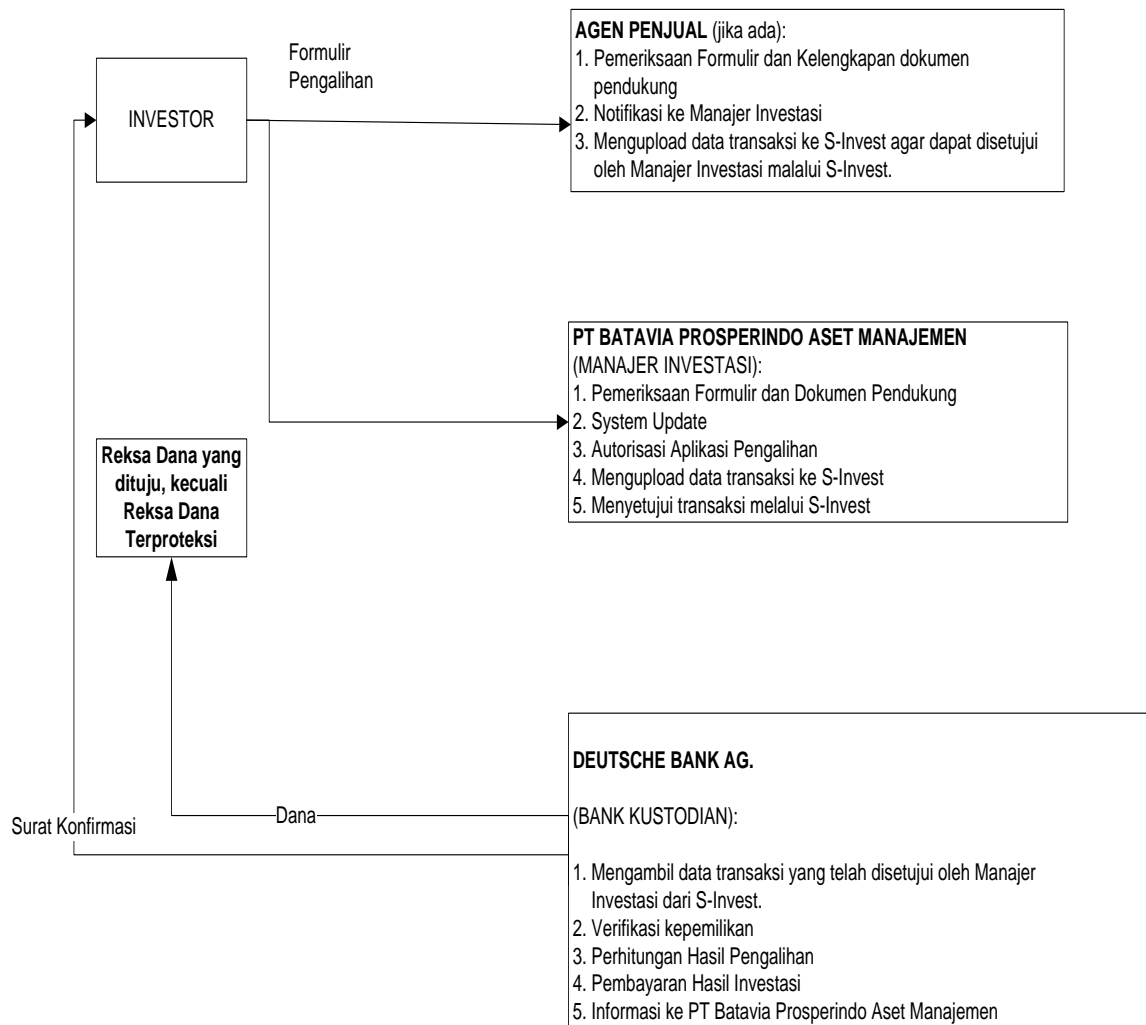 Formulir
Pengalihan
INVESTOR
AGEN PENJUAL (jika ada):
1. Pemeriksaan Formulir dan Kelengkapan dokumen
pendukung
2. Notifikasi ke Manajer Investasi
3. Mengupload data transaksi ke S-Invest agar dapat disetujui
oleh Manajer Investasi malalui S-Invest.
PT BATAVIA PROSPERINDO ASET MANAJEMEN
(MANAJER INVESTASI):
1. Pemeriksaan Formulir dan Dokumen Pendukung
2. System Update
3. Autorisasi Aplikasi Pengalihan
4. Mengupload data transaksi ke S-Invest
5. Menyetujui transaksi melalui S-Invest
Reksa Dana yang
dituju, kecuali
Reksa Dana
Terproteksi
Dana
Surat Konfirmasi
DEUTSCHE BANK AG.
(BANK KUSTODIAN):
1. Mengambil data transaksi yang telah disetujui oleh Manajer
Investasi dari S-Invest.
2. Verifikasi kepemilikan
3. Perhitungan Hasil Pengalihan
4. Pembayaran Hasil Investasi
5. Informasi ke PT Batavia Prosperindo Aset Manajemen